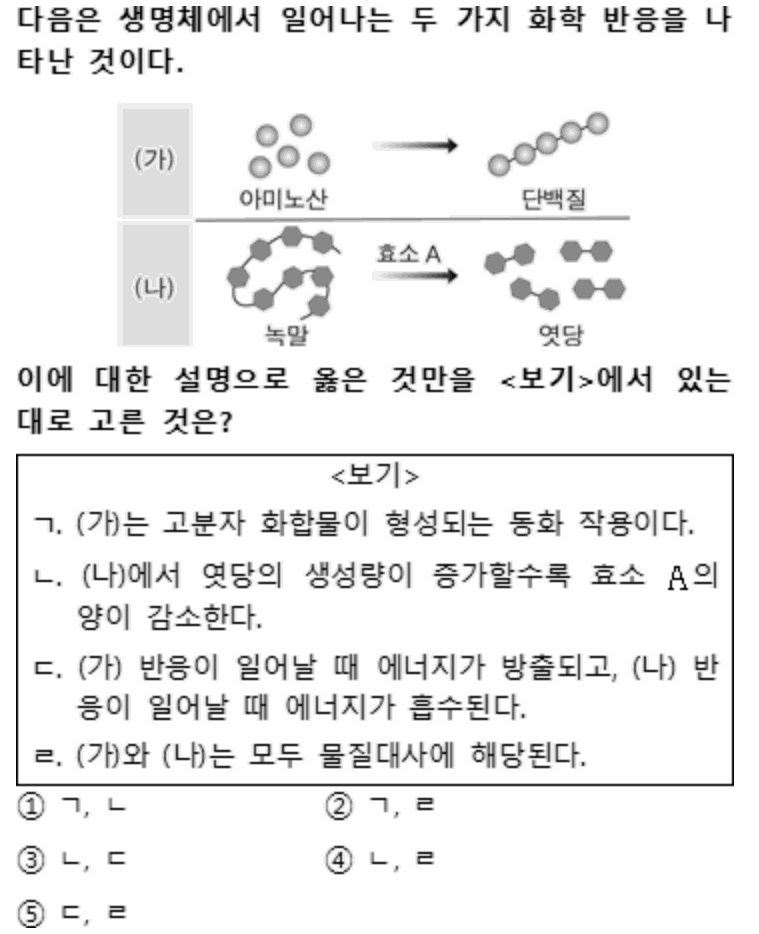 다음은 생명체에서 일어나는 두 가지 화학 반응을 나
타난 것이다.
(가)
아미노산
단백질
(나)
효소 A
녹말
엿당
이에 대한 설명으로 옳은 것만을 <보기>에서 있는
대로 고른 것은?
<보기>
ㄱ. (가)는 고분자 화합물이 형성되는 동화 작용이다.
ㄴ. (나)에서 엿당의 생성량이 증가할수록 효소 A의
양이 감소한다.
ㄷ. (가) 반응이 일어날 때 에너지가 방출되고, (나) 반
응이 일어날 때 에너지가 흡수된다.
ㄹ. (가)와 (나)는 모두 물질대사에 해당된다.
① ㄱ, ㄴ ② ㄱ, ㄹ
③ ㄴ, ㄷ ④ ㄴ, ㄹ
⑤ ㄷ, ㄹ